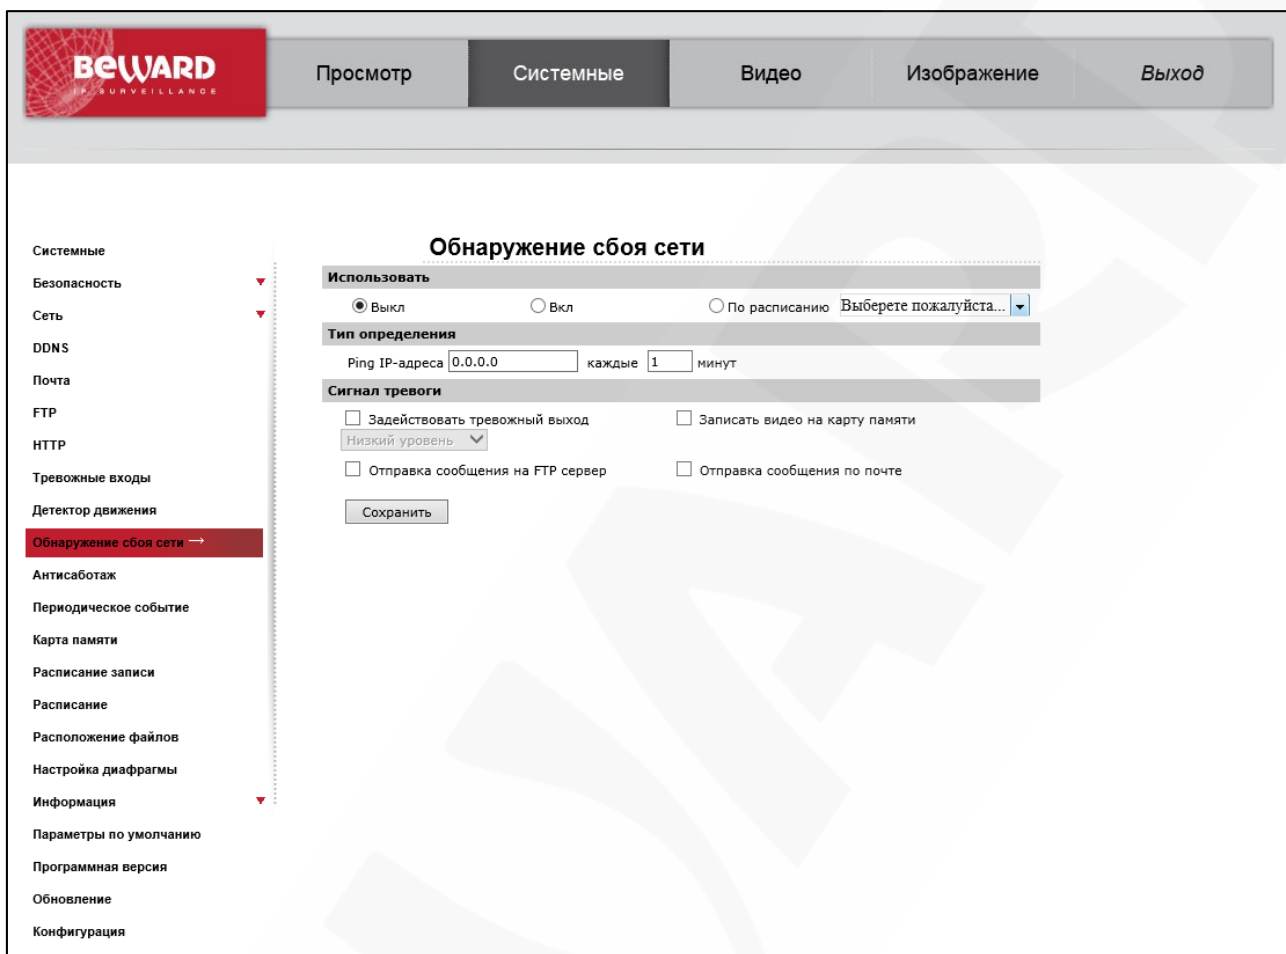 BEWARD
IP SURVEILLANCE
Просмотр
Системные
Видео
Изображение
Выход
Системные
Безопасность
Сеть
DDNS
Почта
FTP
HTTP
Тревожные входы
Детектор движения
Обнаружение сбоя сети →
Антисаботаж
Периодическое событие
Карта памяти
Расписание записи
Расписание
Расположение файлов
Настройка диафрагмы
Информация
Параметры по умолчанию
Программная версия
Обновление
Конфигурация
Обнаружение сбоя сети
Использовать
Выкл Вкл По расписанию Выберете пожалуйста...
Тип определения
Ping IP-адреса 0.0.0.0 каждые 1 минут
Сигнал тревоги
Задействовать тревожный выход Записать видео на карту памяти
Низкий уровень
Отправка сообщения на FTP сервер Отправка сообщения по почте
Сохранить